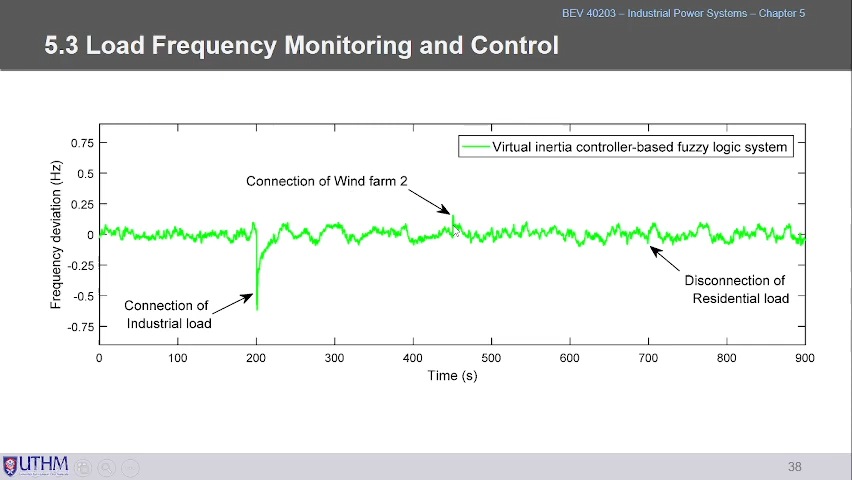 BEV 40203 – Industrial Power Systems – Chapter 5
5.3 Load Frequency Monitoring and Control
0.75
0.5
0.25
0
-0.25
-0.5
-0.75
Frequency deviation (Hz)
Virtual inertia controller-based fuzzy logic system
Connection of Wind farm 2
Connection of
Industrial load
Disconnection of
Residential load
0 100 200 300 400 500 600 700 800 900
Time (s)
UTHM
38